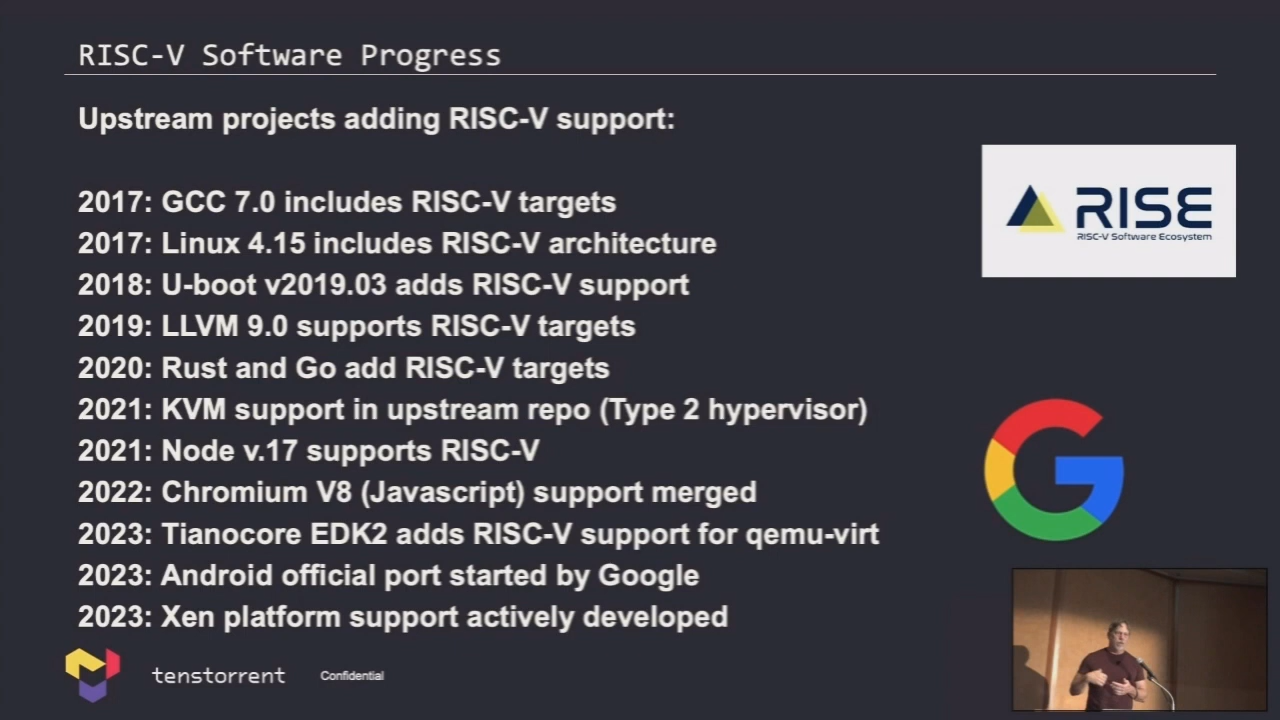 RISC-V Software Progress
Upstream projects adding RISC-V support:
2017: GCC 7.0 includes RISC-V targets
2017: Linux 4.15 includes RISC-V architecture
2018: U-boot v2019.03 adds RISC-V support
2019: LLVM 9.0 supports RISC-V targets
2020: Rust and Go add RISC-V targets
2021: KVM support in upstream repo (Type 2 hypervisor)
2021: Node v.17 supports RISC-V
2022: Chromium V8 (Javascript) support merged
2023: Tianocore EDK2 adds RISC-V support for qemu-virt
2023: Android official port started by Google
2023: Xen platform support actively developed
RISE
RISC-V Software Ecosystem
G
tenstorrent
Confidential